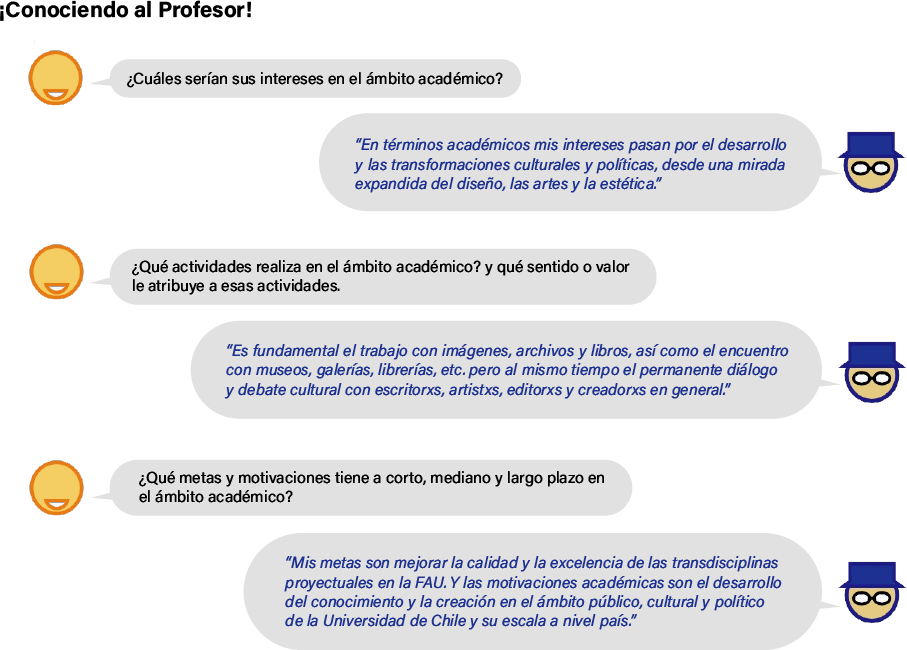 ¡Conociendo al Profesor!
¿Cuáles serían sus intereses en el ámbito académico?
"En términos académicos mis intereses pasan por el desarrollo
y las transformaciones culturales y políticas, desde una mirada
expandida del diseño, las artes y la estética."
¿Qué actividades realiza en el ámbito académico? y qué sentido o valor
le atribuye a esas actividades.
"Es fundamental el trabajo con imágenes, archivos y libros, así como el encuentro
con museos, galerías, librerías, etc. pero al mismo tiempo el permanente diálogo
y debate cultural con escritorxs, artistxs, editorxs y creadorxs en general."
¿Qué metas y motivaciones tiene a corto, mediano y largo plazo en
el ámbito académico?
"Mis metas son mejorar la calidad y la excelencia de las transdisciplinas
proyectuales en la FAU. Y las motivaciones académicas son el desarrollo
del conocimiento y la creación en el ámbito público, cultural y político
de la Universidad de Chile y su escala a nivel país."